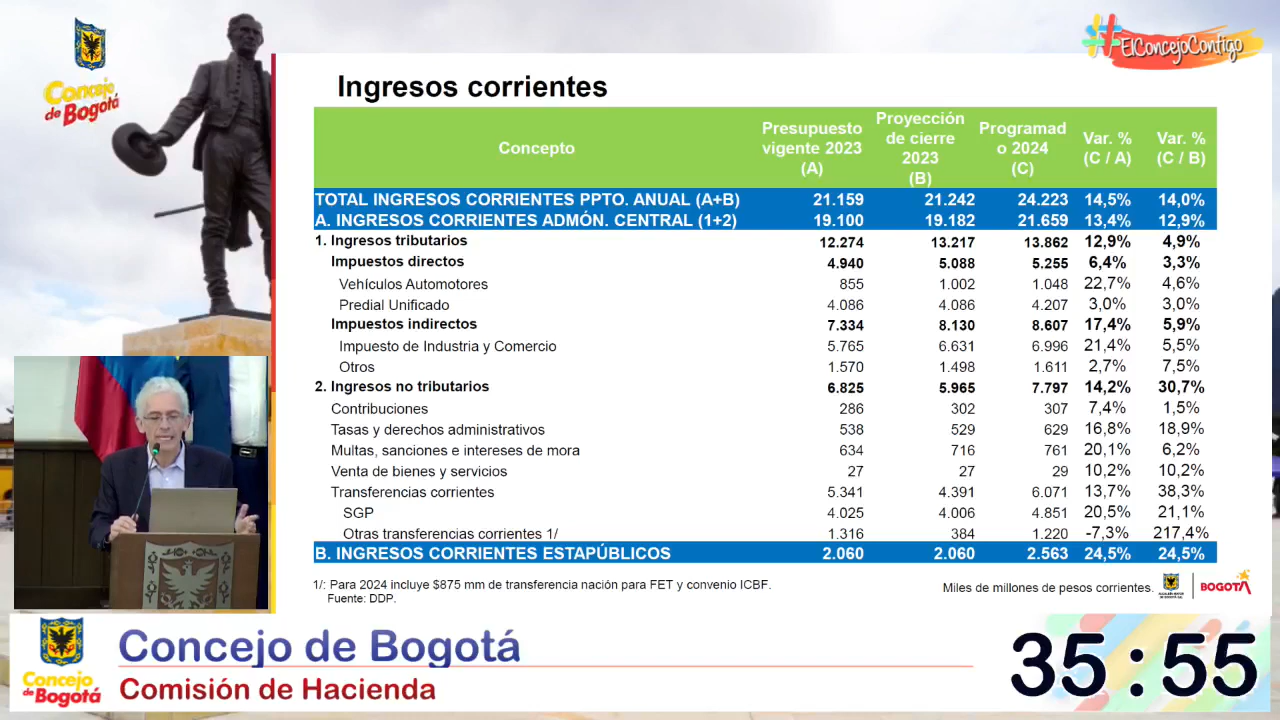 Concejo
de Bogotá
#ElConcejoContigo
Ingresos corrientes
Concepto
Presupuesto
vigente 2023
(A)
Proyección
de cierre
2023
(B)
Programad
o 2024
(C)
Var. %
(C / A)
Var. %
(C / B)
TOTAL INGRESOS CORRIENTES PPTO. ANUAL (A+B) 21.159 21.242 24.223 14,5% 14,0%
A. INGRESOS CORRIENTES ADMÓN. CENTRAL (1+2) 19.100 19.182 21.659 13,4% 12,9%
1. Ingresos tributarios 12.274 13.217 13.862 12,9% 4,9%
Impuestos directos 4.940 5.088 5.255 6,4% 3,3%
Vehículos Automotores 855 1.002 1.048 22,7% 4,6%
Predial Unificado 4.086 4.086 4.207 3,0% 3,0%
Impuestos indirectos 7.334 8.130 8.607 17,4% 5,9%
Impuesto de Industria y Comercio 5.765 6.631 6.996 21,4% 5,5%
Otros 1.570 1.498 1.611 2,7% 7,5%
2. Ingresos no tributarios 6.825 5.965 7.797 14,2% 30,7%
Contribuciones 286 302 307 7,4% 1,5%
Tasas y derechos administrativos 538 529 629 16,8% 18,9%
Multas, sanciones e intereses de mora 634 716 761 20,1% 6,2%
Venta de bienes y servicios 27 27 29 10,2% 10,2%
Transferencias corrientes 5.341 4.391 6.071 13,7% 38,3%
SGP 4.025 4.006 4.851 20,5% 21,1%
Otras transferencias corrientes 1/ 1.316 384 1.220 -7,3% 217,4%
B. INGRESOS CORRIENTES ESTAPÚBLICOS 2.060 2.060 2.563 24,5% 24,5%
1/: Para 2024 incluye $875 mm de transferencia nación para FET y convenio ICBF.
Fuente: DDP.
Miles de millones de pesos corrientes.
ALCALDÍA MAYOR
DE BOGOTÁ D.C.
BOGOTÁ
Concejo de Bogotá
Comisión de Hacienda
Concejo
de Bogotá
35:55